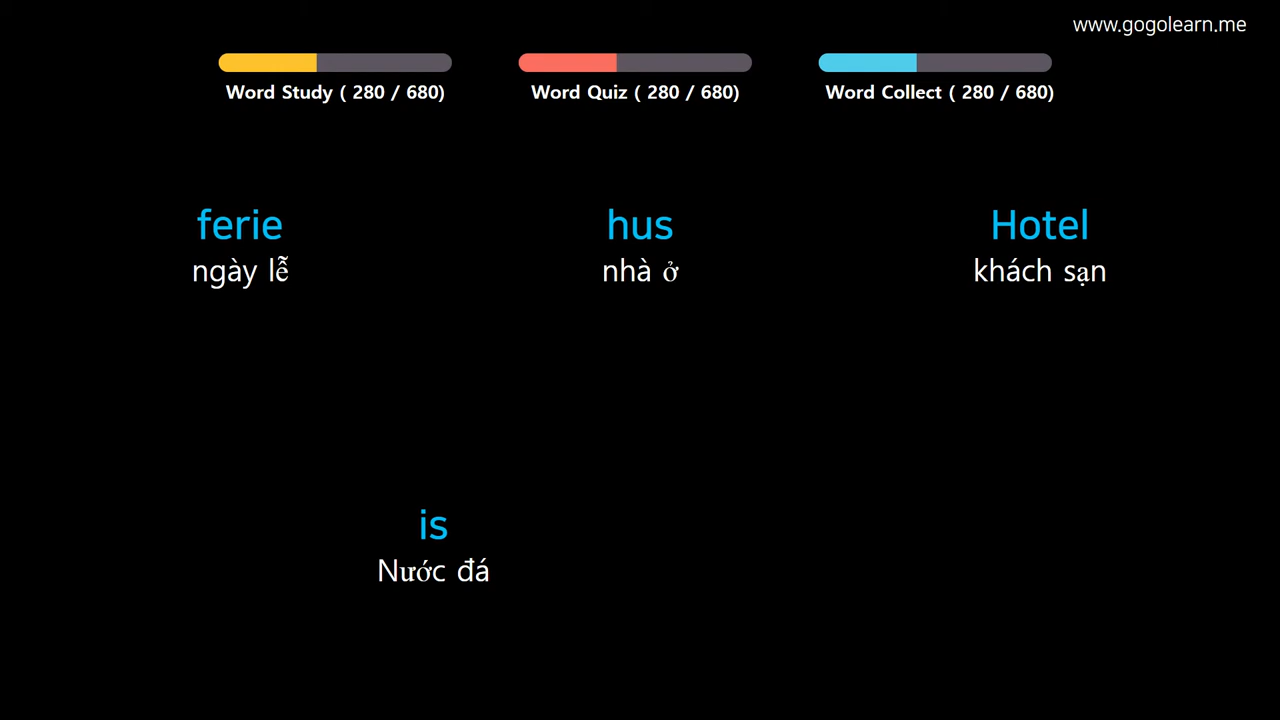 www.gogolearn.me
Word Study ( 280 / 680)
Word Quiz ( 280 / 680)
Word Collect ( 280 / 680)
ferie
ngày lễ
hus
nhà ở
Hotel
khách sạn
is
Nước đá